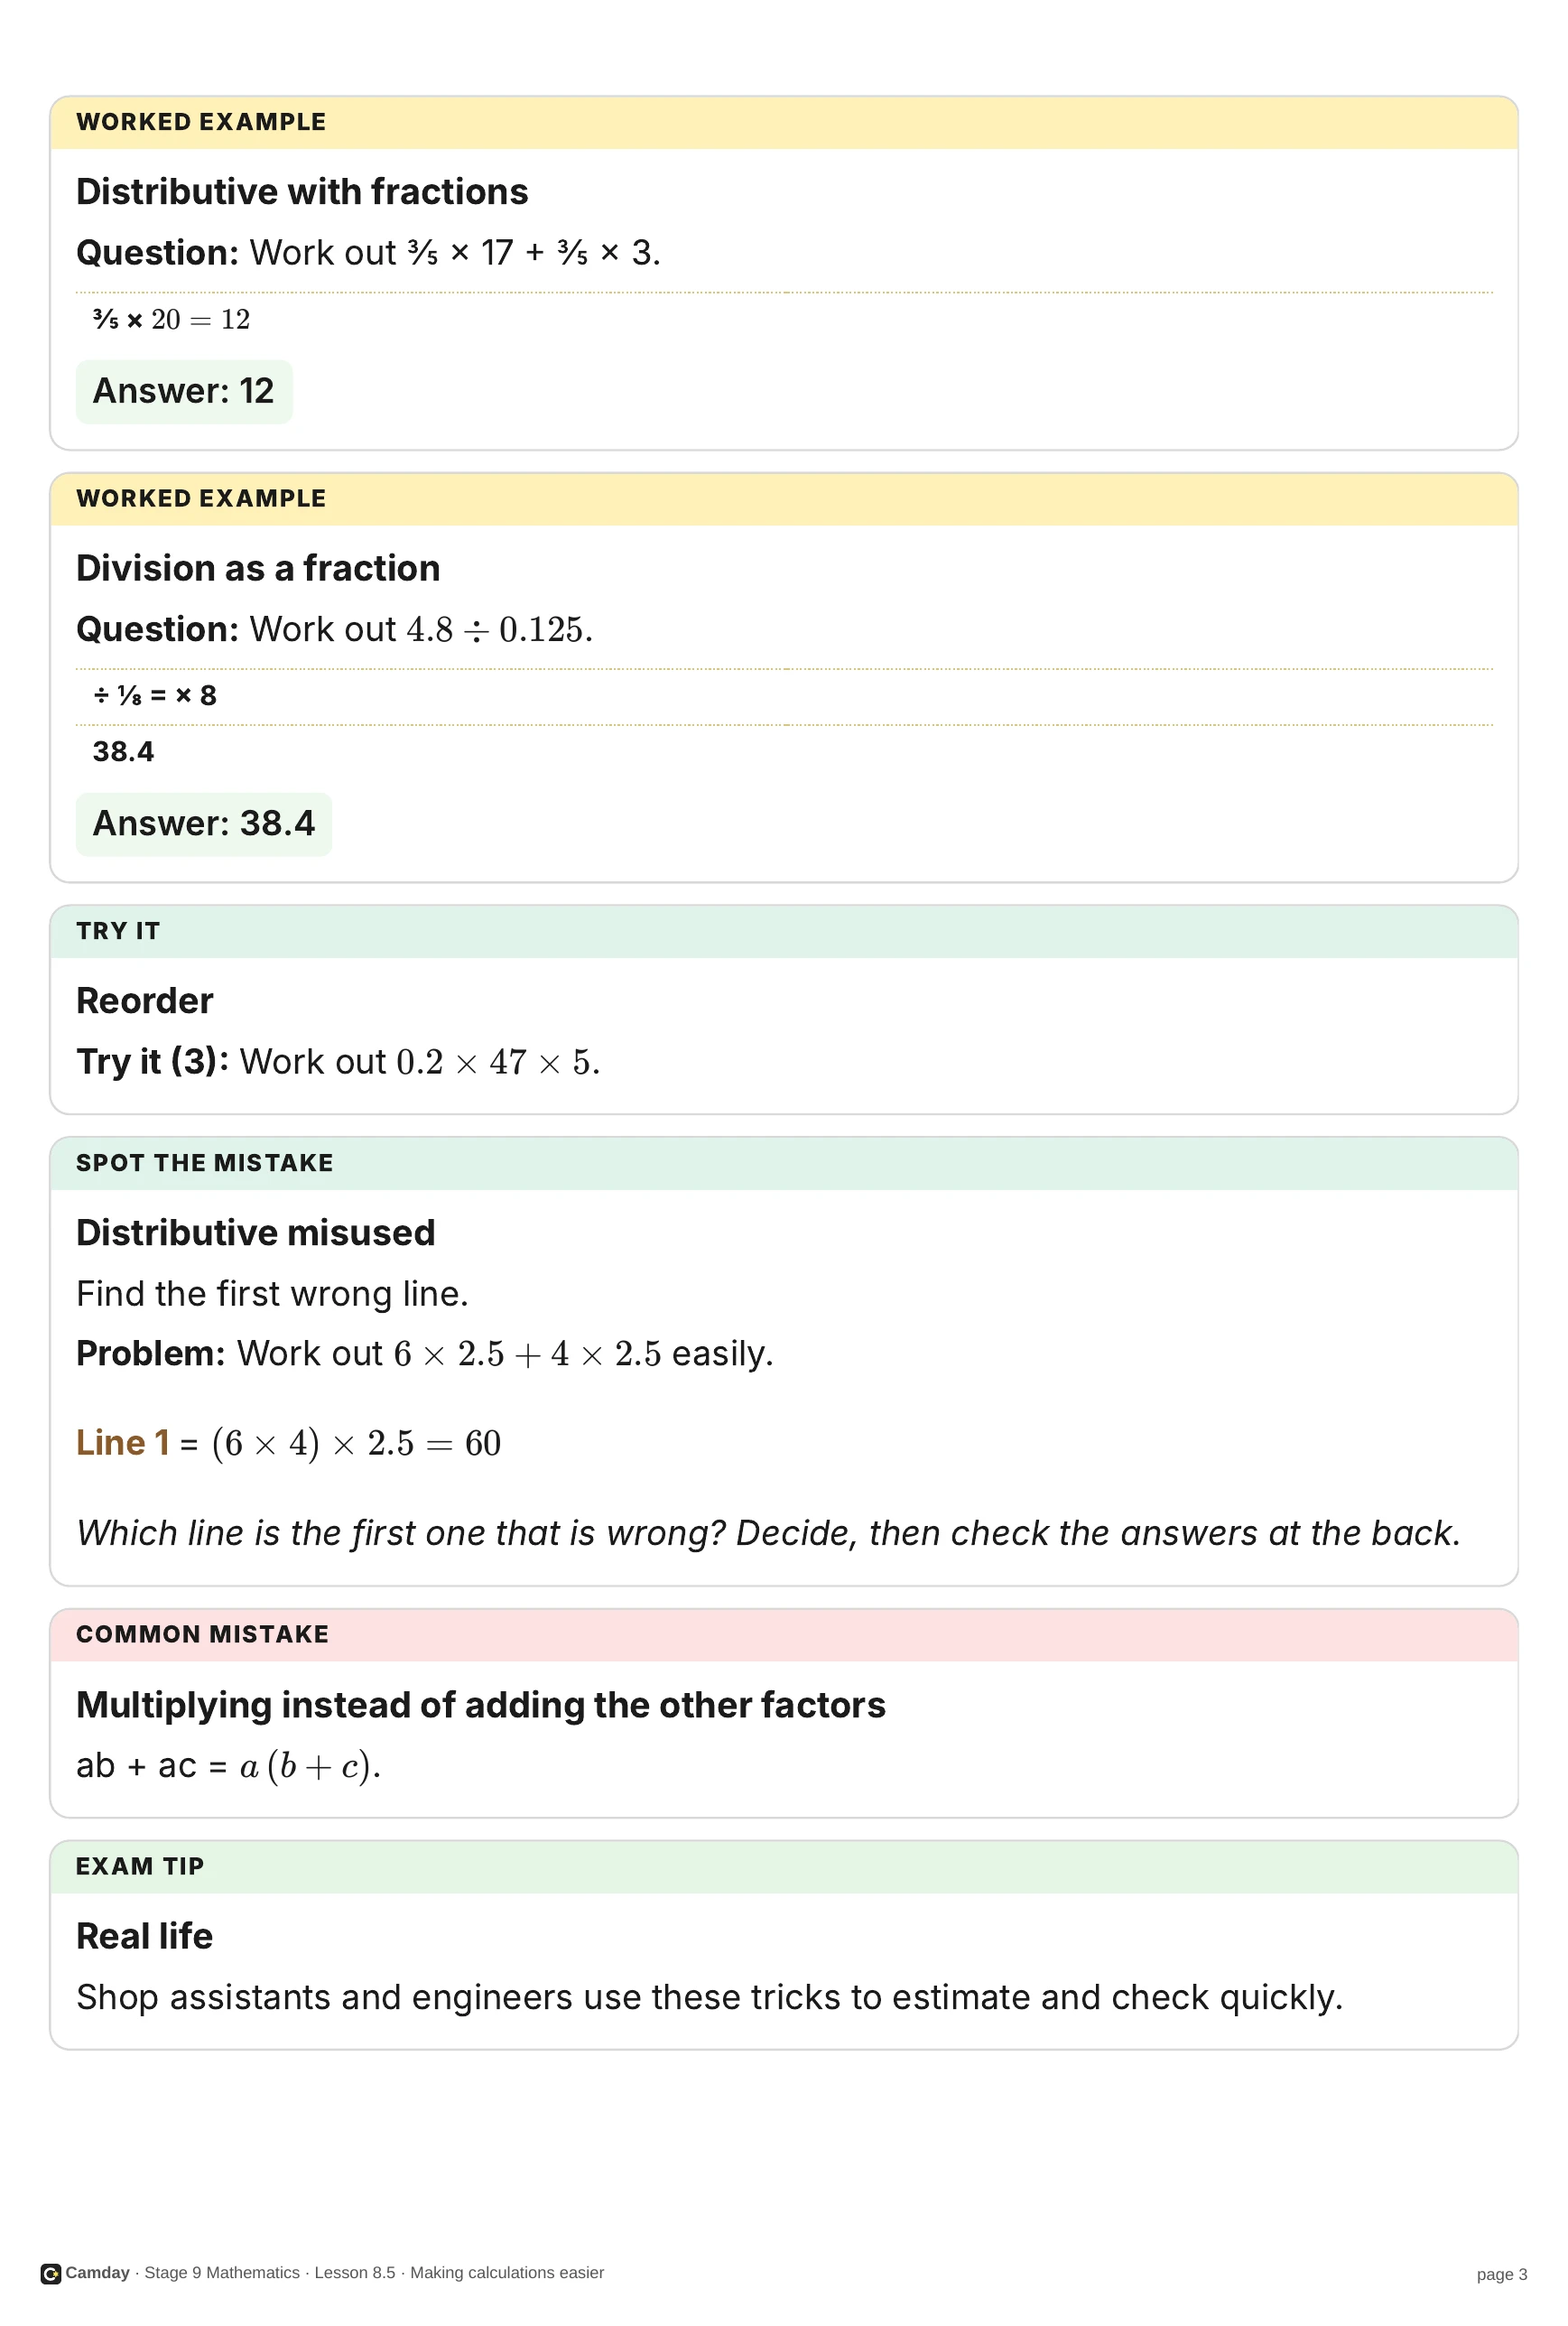 WORKED EXAMPLE
Distributive with fractions
Question: Work out ⅗ × 17 + ⅗ × 3.
⅗ × 20 = 12
Answer: 12
WORKED EXAMPLE
Division as a fraction
Question: Work out 4.8 ÷ 0.125.
÷ ⅛ = × 8
38.4
Answer: 38.4
TRY IT
Reorder
Try it (3): Work out 0.2 × 47 × 5.
SPOT THE MISTAKE
Distributive misused
Find the first wrong line.
Problem: Work out 6 × 2.5 + 4 × 2.5 easily.
Line 1 = (6 × 4) × 2.5 = 60
Which line is the first one that is wrong? Decide, then check the answers at the back.
COMMON MISTAKE
Multiplying instead of adding the other factors
ab + ac = a (b + c).
EXAM TIP
Real life
Shop assistants and engineers use these tricks to estimate and check quickly.
Camday · Stage 9 Mathematics · Lesson 8.5 · Making calculations easier
page 3